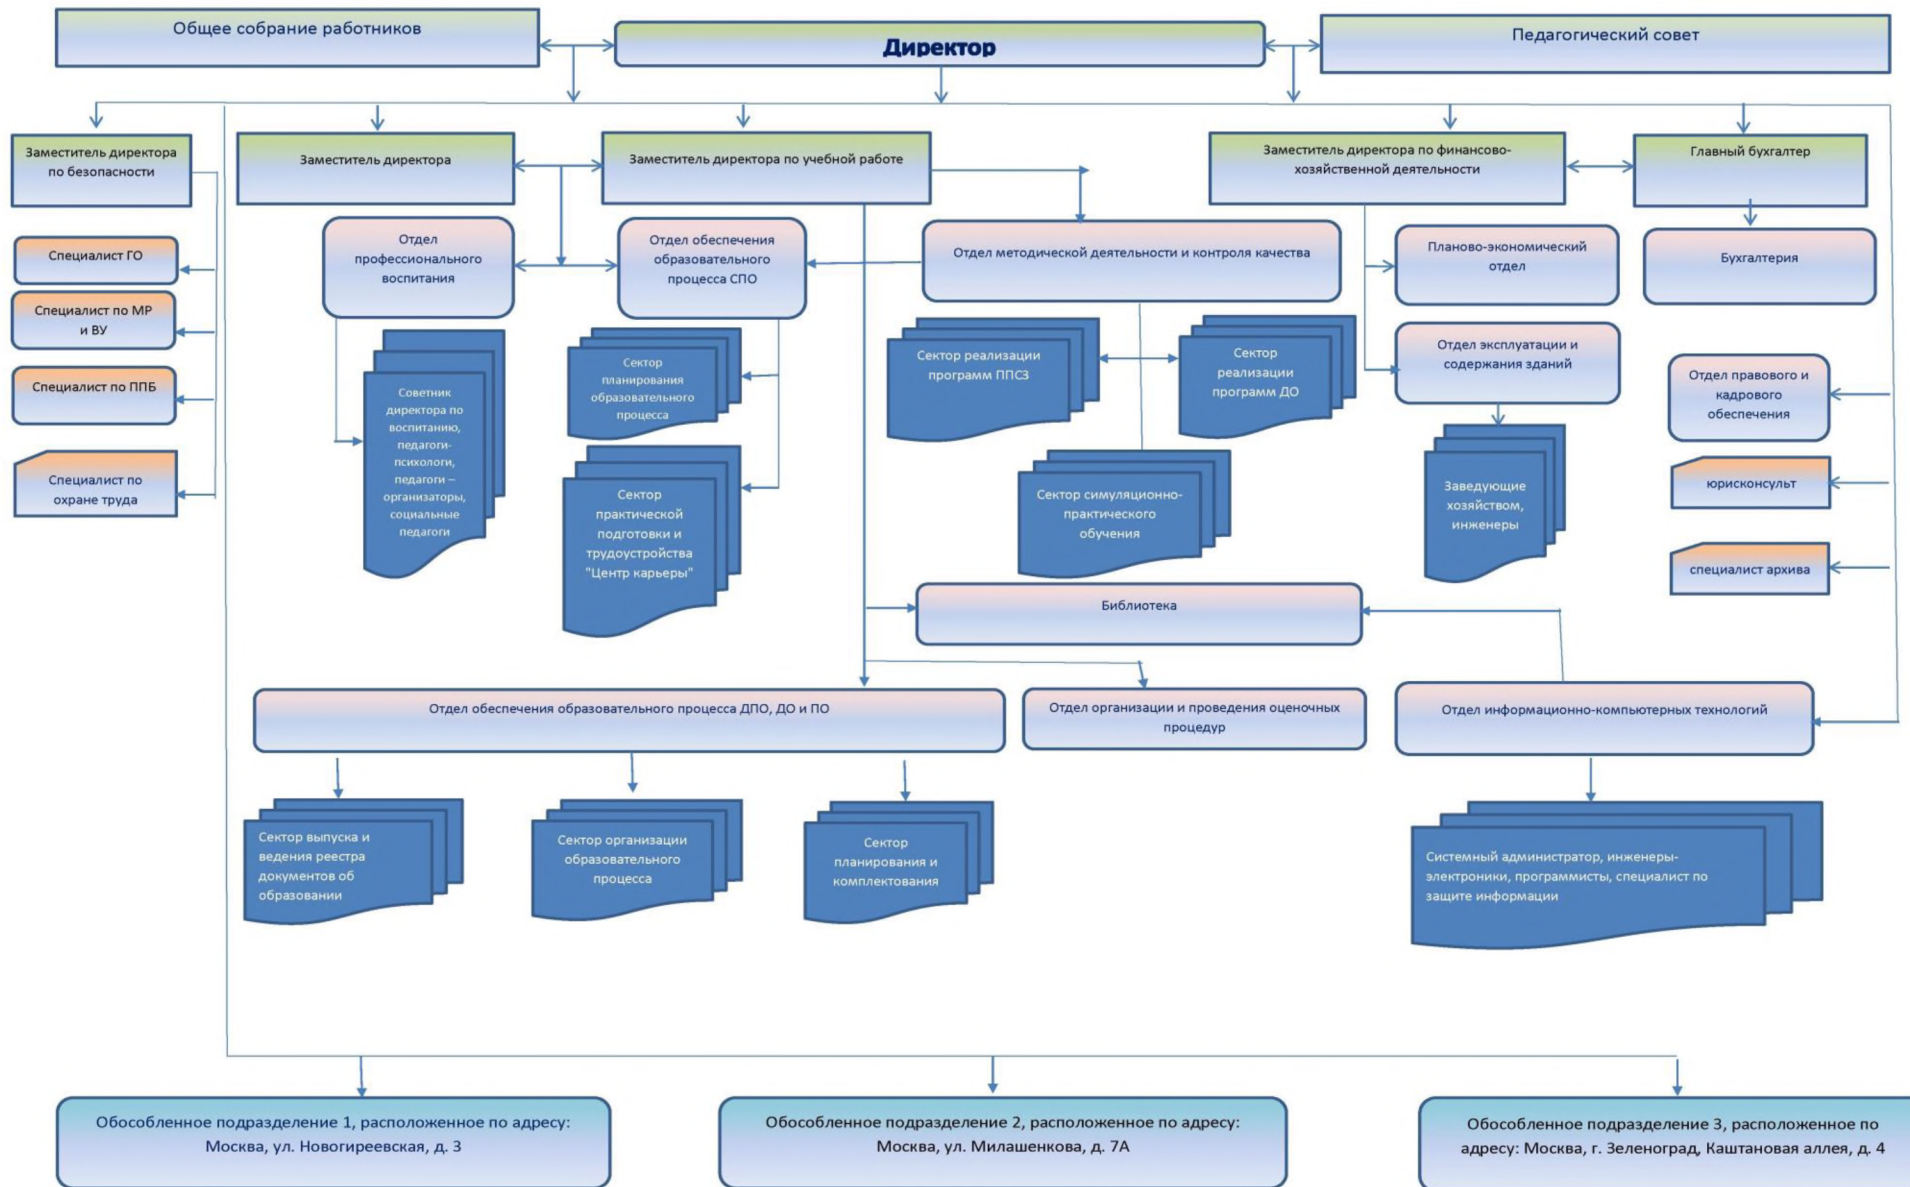 Общее собрание работников
Директор
Педагогический совет
Заместитель директора
по безопасности
Заместитель директора
Заместитель директора по учебной работе
Заместитель директора по финансово-
хозяйственной деятельности
Главный бухгалтер
Специалист ГО
Специалист по МР
и ВУ
Специалист по ППБ
Специалист по
охране труда
Отдел
профессионального
воспитания
Отдел обеспечения
образовательного
процесса СПО
Отдел методической деятельности и контроля качества
Планово-экономический
отдел
Бухгалтерия
Советник
директора по
воспитанию,
педагоги-
психологи,
педагоги –
организаторы,
социальные
педагоги
Сектор
планирования
образовательного
процесса
Сектор
практической
подготовки и
трудоустройства
"Центр карьеры"
Сектор реализации
программ ППСЗ
Сектор
реализации
программ ДО
Сектор симуляционно-
практического
обучения
Отдел эксплуатации и
содержания зданий
Заведующие
хозяйством,
инженеры
Отдел правового и
кадрового
обеспечения
юрисконсульт
специалист архива
Библиотека
Отдел обеспечения образовательного процесса ДПО, ДО и ПО
Отдел организации и проведения оценочных
процедур
Отдел информационно-компьютерных технологий
Сектор выпуска и
ведения реестра
документов об
образовании
Сектор организации
образовательного
процесса
Сектор
планирования и
комплектования
Системный администратор, инженеры-
электроники, программисты, специалист по
защите информации
Обособленное подразделение 1, расположенное по адресу:
Москва, ул. Новогиреевская, д. 3
Обособленное подразделение 2, расположенное по адресу:
Москва, ул. Милашенкова, д. 7А
Обособленное подразделение 3, расположенное по
адресу: Москва, г. Зеленоград, Каштановая аллея, д. 4